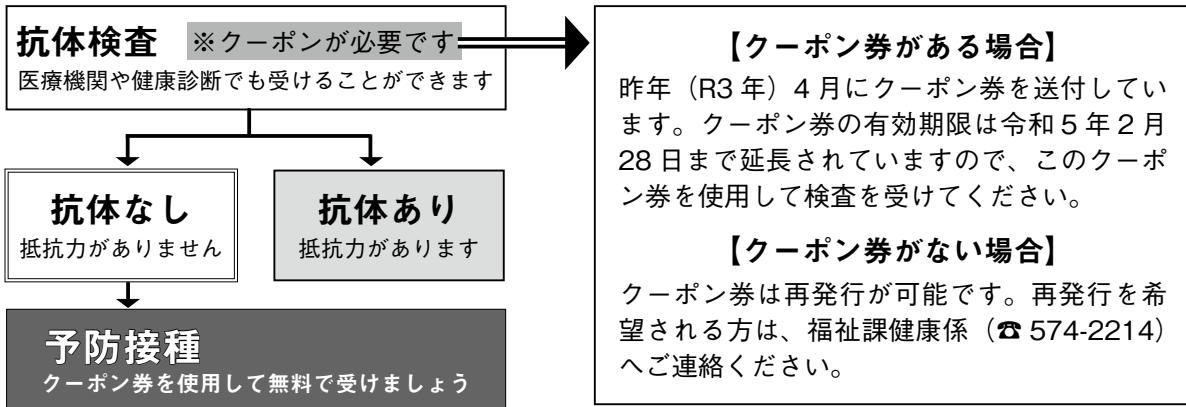 抗体検査　※クーポンが必要です
医療機関や健康診断でも受けることができます
抗体なし
抵抗力がありません
抗体あり
抵抗力があります
予防接種
クーポン券を使用して無料で受けましょう
【クーポン券がある場合】
昨年（R3 年）4 月にクーポン券を送付してい
ます。クーポン券の有効期限は令和 5 年 2 月
28 日まで延長されていますので、このクーポ
ン券を使用して検査を受けてください。
【クーポン券がない場合】
クーポン券は再発行が可能です。再発行を希
望される方は、福祉課健康係（☎ 574-2214）
へご連絡ください。